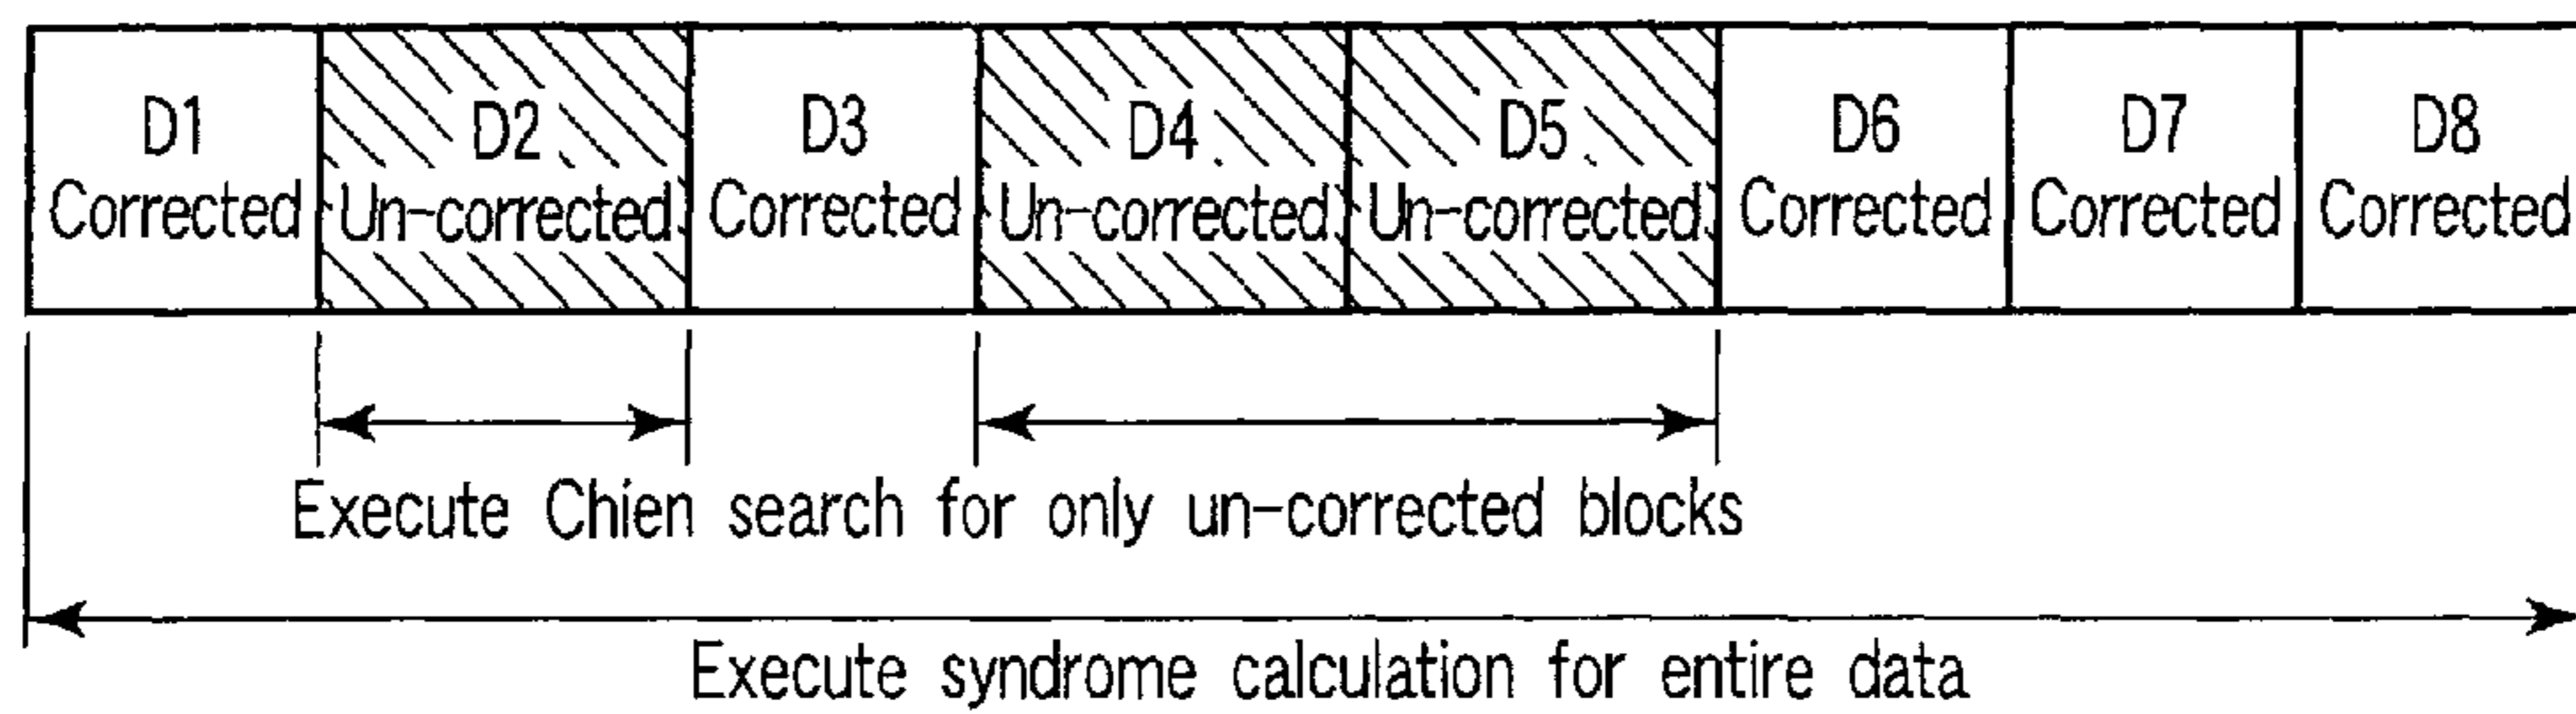 D1 D2 D3 D4 D5 D6 D7 D8
Corrected Un-corrected Corrected Un-corrected Un-corrected Corrected Corrected Corrected
Execute Chien search for only un-corrected blocks
Execute syndrome calculation for entire data